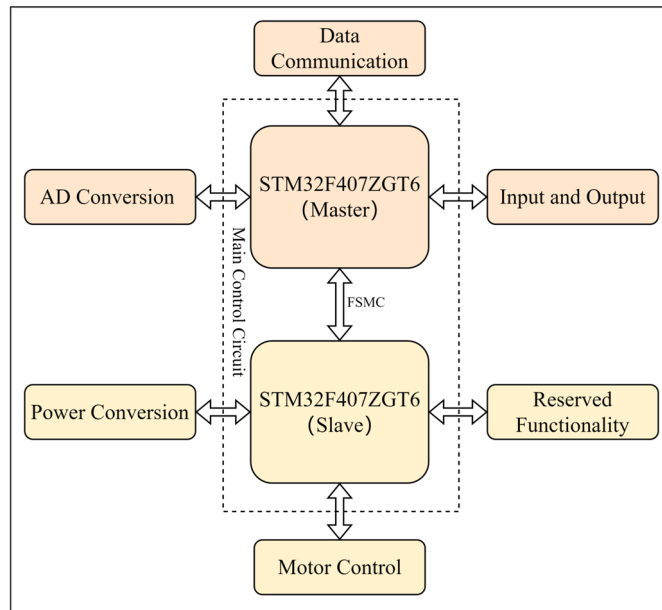 Data
Communication
AD Conversion
STM32F407ZGT6
(Master)
Input and Output
Main Control Circuit
FSMC
Power Conversion
STM32F407ZGT6
(Slave)
Reserved
Functionality
Motor Control